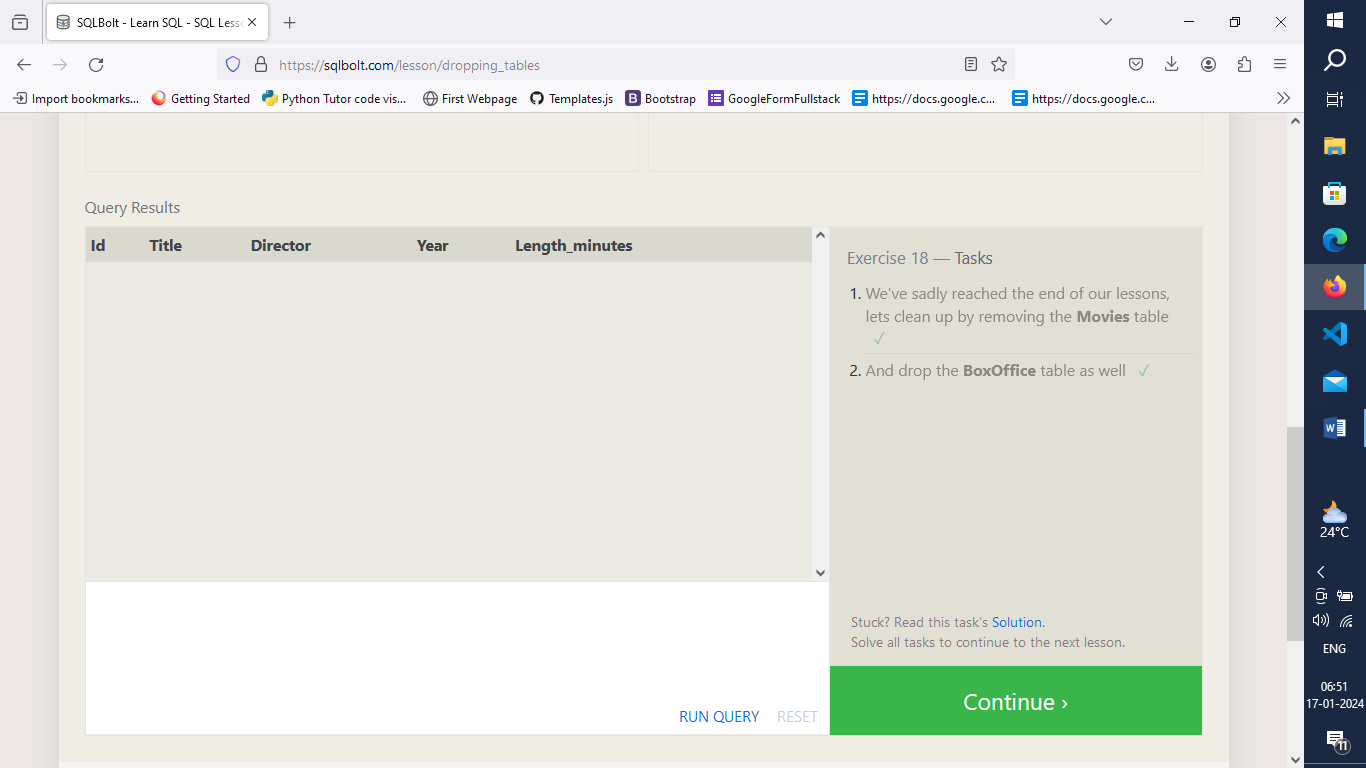 SQLBolt - Learn SQL - SQL Less
https://sqlbolt.com/lesson/dropping_tables
Import bookmarks...
Getting Started
Python Tutor code vis...
First Webpage
Templates.js
Bootstrap
GoogleFormFullstack
https://docs.google.c...
https://docs.google.c...
Query Results
Id Title Director Year Length_minutes
Exercise 18 — Tasks
1. We've sadly reached the end of our lessons,
lets clean up by removing the Movies table
✓
2. And drop the BoxOffice table as well ✓
Stuck? Read this task's Solution.
Solve all tasks to continue to the next lesson.
RUN QUERY RESET
Continue ›
24°C
ENG
06:51
17-01-2024
11